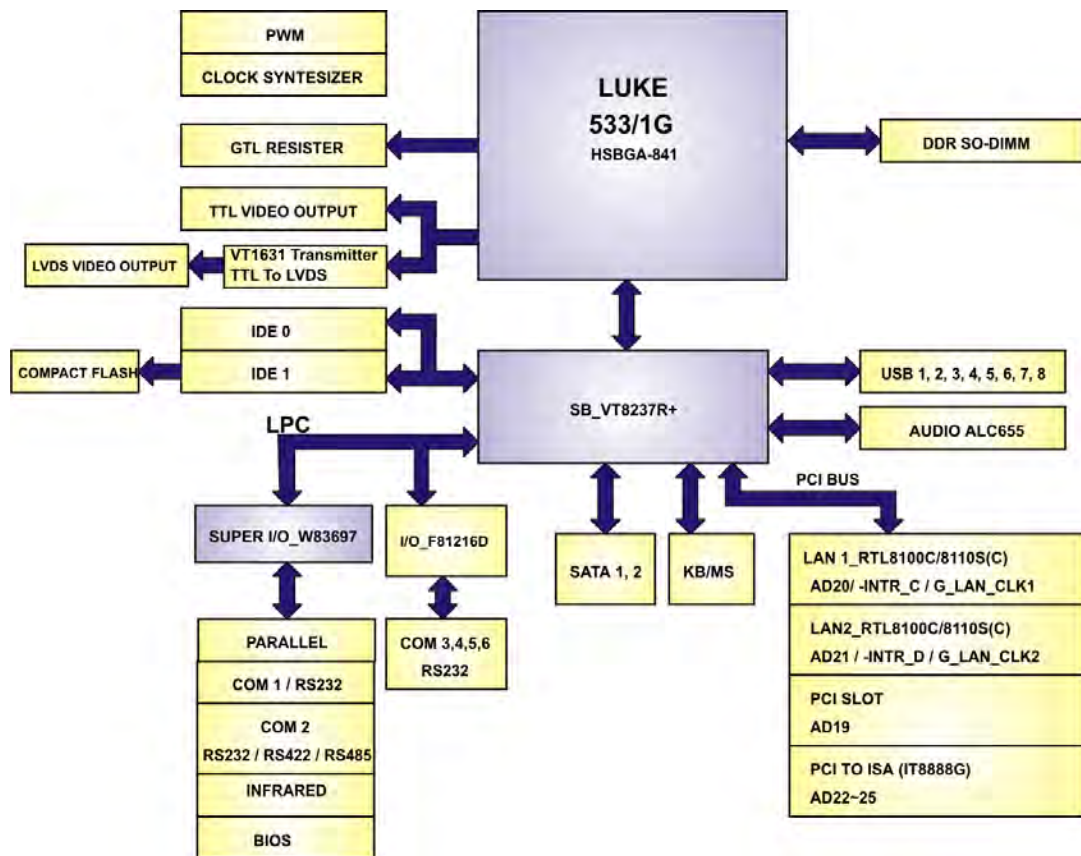 PWM
CLOCK SYNTESIZER
GTL RESISTER
TTL VIDEO OUTPUT
LVDS VIDEO OUTPUT
VT1631 Transmitter
TTL To LVDS
LUKE
533/1G
HSBGA-841
DDR SO-DIMM
IDE 0
IDE 1
COMPACT FLASH
SB_VT8237R+
USB 1, 2, 3, 4, 5, 6, 7, 8
AUDIO ALC655
LPC
PCI BUS
SUPER I/O_W83697
I/O_F81216D
SATA 1, 2
KB/MS
PARALLEL
COM 1 / RS232
COM 2
RS232 / RS422 / RS485
INFRARED
BIOS
COM 3,4,5,6
RS232
LAN 1_RTL8100C/8110S(C)
AD20/ -INTR_C / G_LAN_CLK1
LAN2_RTL8100C/8110S(C)
AD21 / -INTR_D / G_LAN_CLK2
PCI SLOT
AD19
PCI TO ISA (IT8888G)
AD22~25